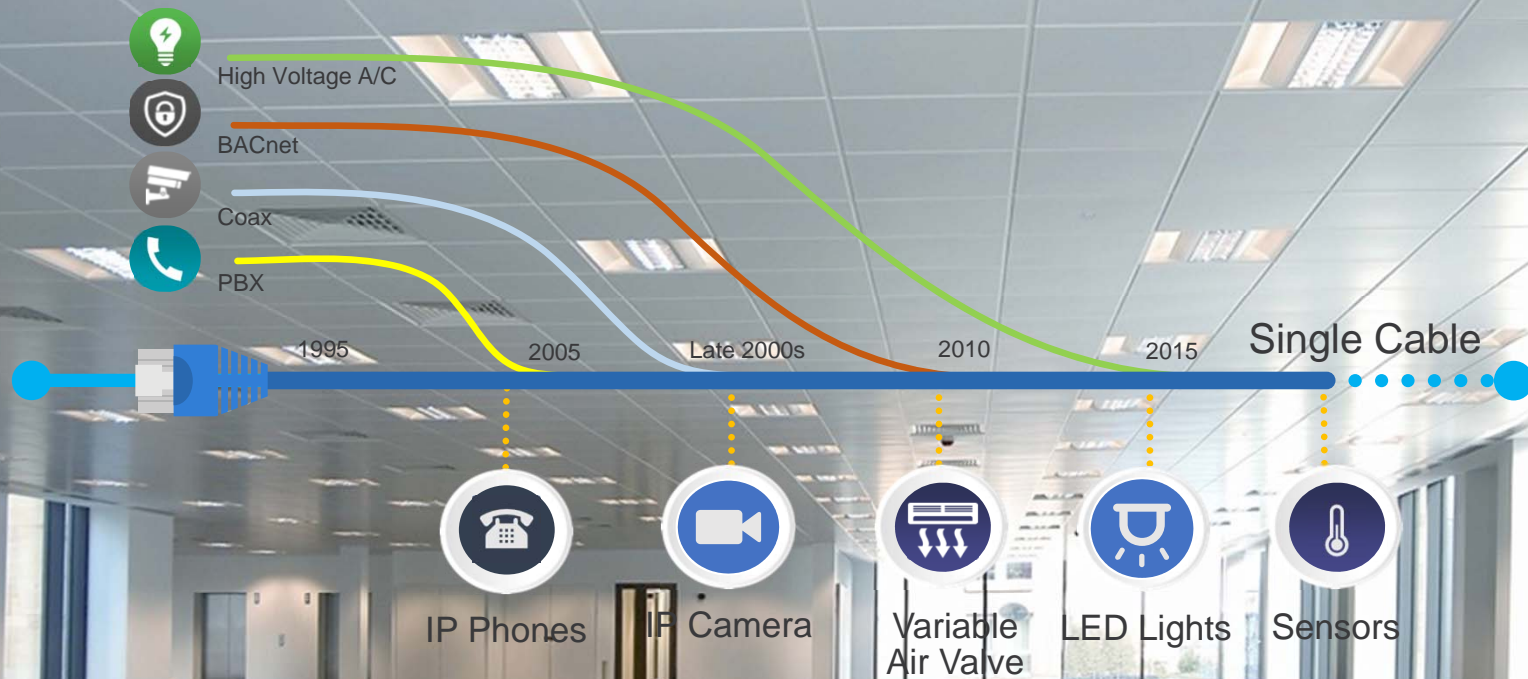 High Voltage A/C
BACnet
Coax
PBX
1995
2005
Late 2000s
2010
2015
Single Cable
IP Phones
IP Camera
Variable
Air Valve
LED Lights
Sensors